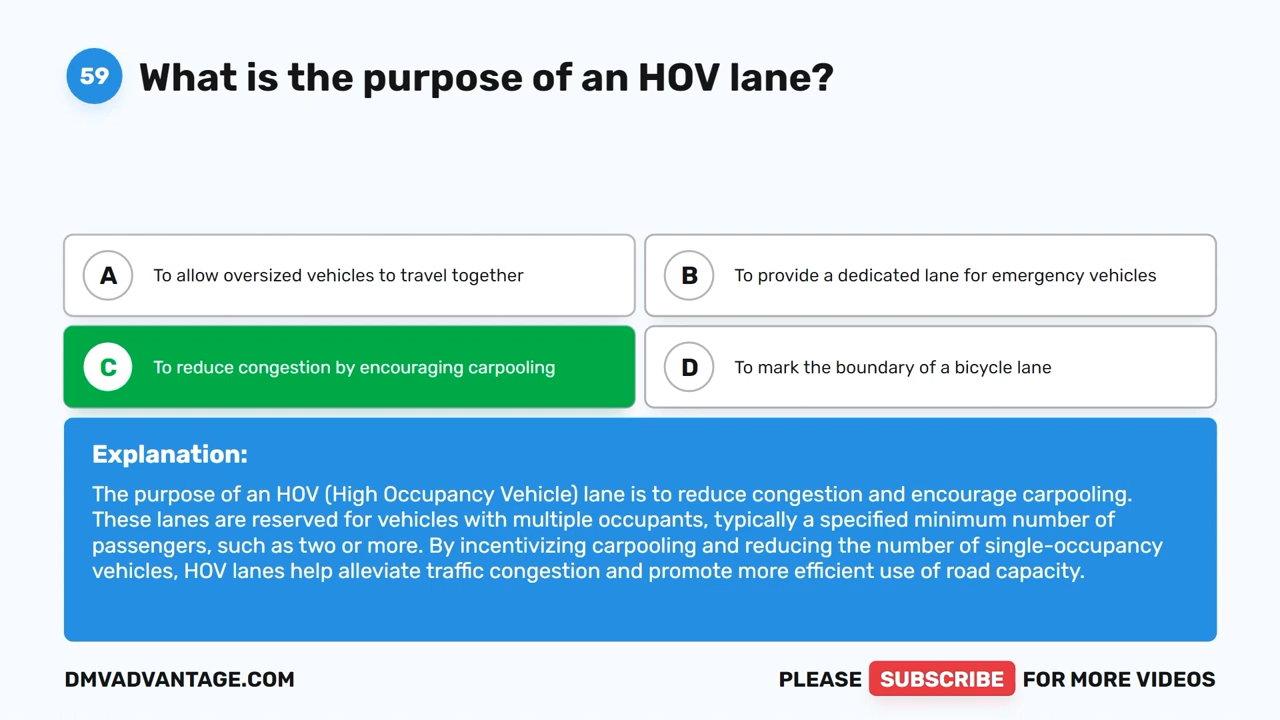 59 What is the purpose of an HOV lane?
A To allow oversized vehicles to travel together
B To provide a dedicated lane for emergency vehicles
C To reduce congestion by encouraging carpooling
D To mark the boundary of a bicycle lane
Explanation:
The purpose of an HOV (High Occupancy Vehicle) lane is to reduce congestion and encourage carpooling.
These lanes are reserved for vehicles with multiple occupants, typically a specified minimum number of
passengers, such as two or more. By incentivizing carpooling and reducing the number of single-occupancy
vehicles, HOV lanes help alleviate traffic congestion and promote more efficient use of road capacity.
DMVADVANTAGE.COM
PLEASE SUBSCRIBE FOR MORE VIDEOS